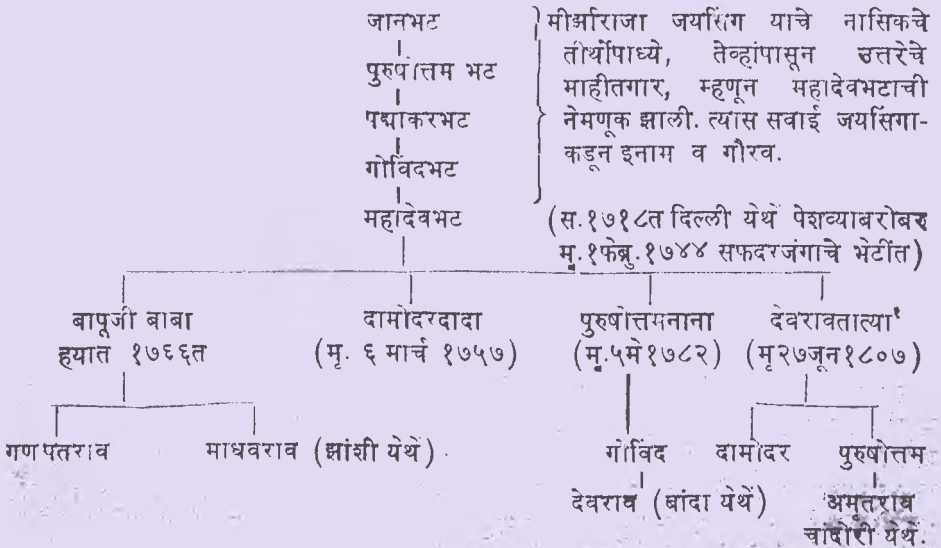 जानभट
पुरुषोत्तम भट
पद्माकरभट
गोविंदभट
महादेवभट
मीर्झाराजा जयसिंग याचे नासिकचे
तीर्थोपाध्ये, तेव्हांपासून उत्तरेचे
माहीतगार, म्हणून महादेवभटाची
नेमणूक झाली. त्यास सवाई जयसिंगा-
कडून इनाम व गौरव.
(स.१७१८त दिल्ली येथें पेशव्याबरोबर
मृ.१फेब्रु.१७४४ सफदरजंगाचे भेटींत)
बापूजी बाबा
हयात १७६६त
दामोदरदादा
(मृ. ६ मार्च १७५७)
पुरुषोत्तमनाना
(मृ.५मे१७८२)
देवरावतात्या'
(मृ२७जून१८०७)
गणपतराव
माधवराव (झांशी येथें)
गोविंद
देवराव (बांदा येथें)
दामोदर
पुरुषोत्तम
अमृतराव
चांदोरी येथें.